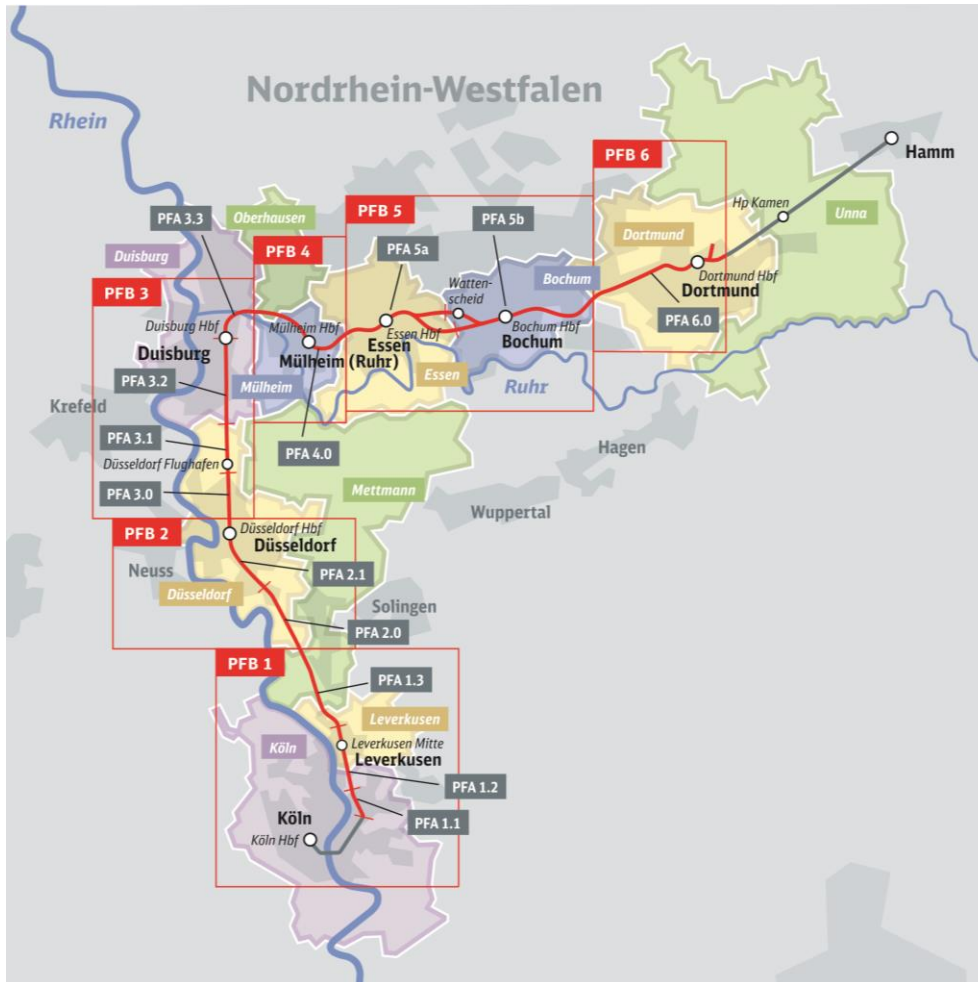 Nordrhein-Westfalen
Rhein
PFB 6
Hamm
PFB 5
Hp Kamen
Unna
PFA 3.3
Oberhausen
PFA 5b
Dortmund
PFB 4
PFA 5a
Duisburg
Bochum
Watten-
scheid
Dortmund Hbf
Dortmund
PFB 3
Duisburg Hbf
Mülheim Hbf
Essen Hbf
Essen
Bochum Hbf
Bochum
PFA 6.0
Duisburg
Mülheim (Ruhr)
Mülheim
Essen
Ruhr
PFA 3.2
Krefeld
PFA 3.1
PFA 4.0
Hagen
Düsseldorf Flughafen
PFA 3.0
Mettmann
Wuppertal
PFB 2
Düsseldorf Hbf
Düsseldorf
Neuss
PFA 2.1
Düsseldorf
Solingen
PFA 2.0
PFB 1
PFA 1.3
Leverkusen
Köln
Leverkusen Mitte
Leverkusen
PFA 1.2
Köln
PFA 1.1
Köln Hbf